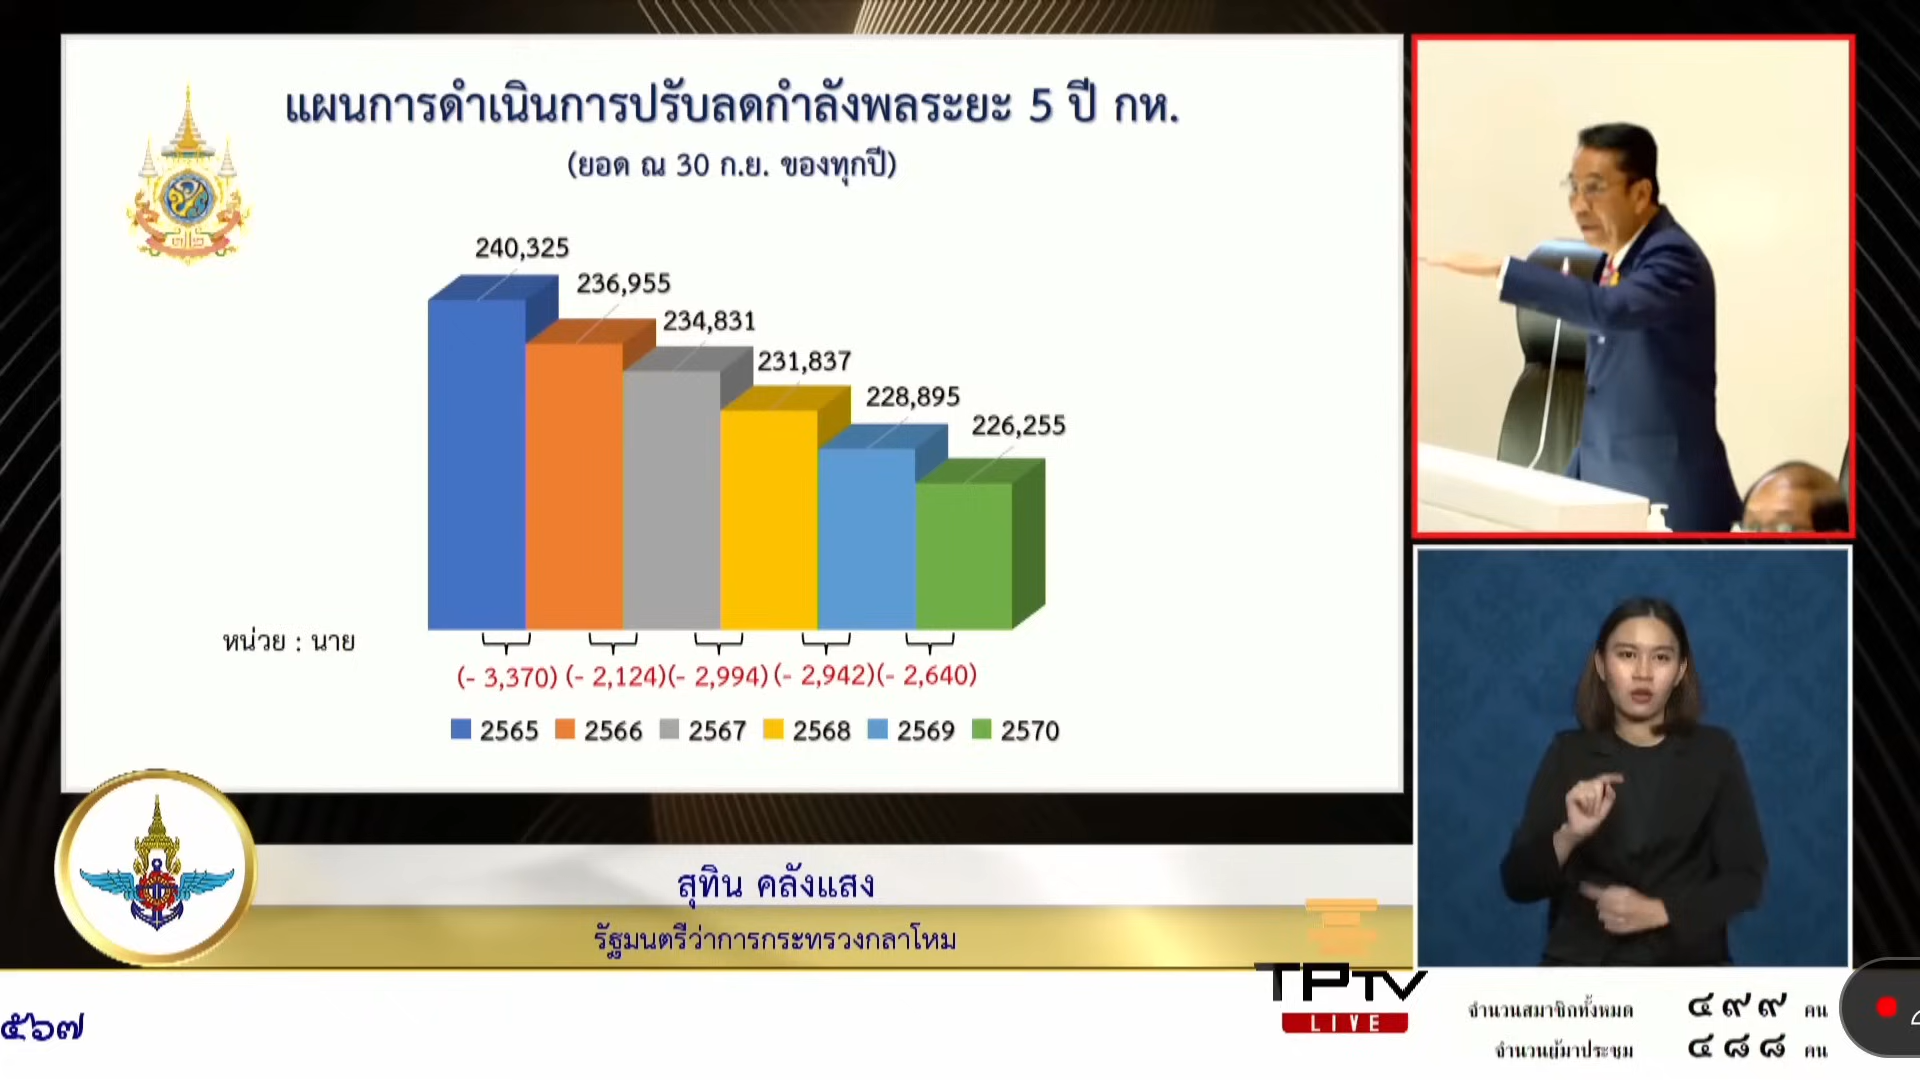 แผนการดำเนินการปรับลดกำลังพลระยะ 5 ปี กห.
(ยอด ณ 30 ก.ย. ของทุกปี)
240,325
236,955
234,831
231,837
228,895
226,255
หน่วย : นาย
(- 3,370) (- 2,124) (- 2,994) (- 2,942) (- 2,640)
2565 2566 2567 2568 2569 2570
สุทิน คลังแสง
รัฐมนตรีว่าการกระทรวงกลาโหม
TPTV
LIVE
๕๖๗
จำนวนสมาชิกทั้งหมด ๔๙๙ คน
จำนวนผู้มาประชุม ๔๘๘ คน